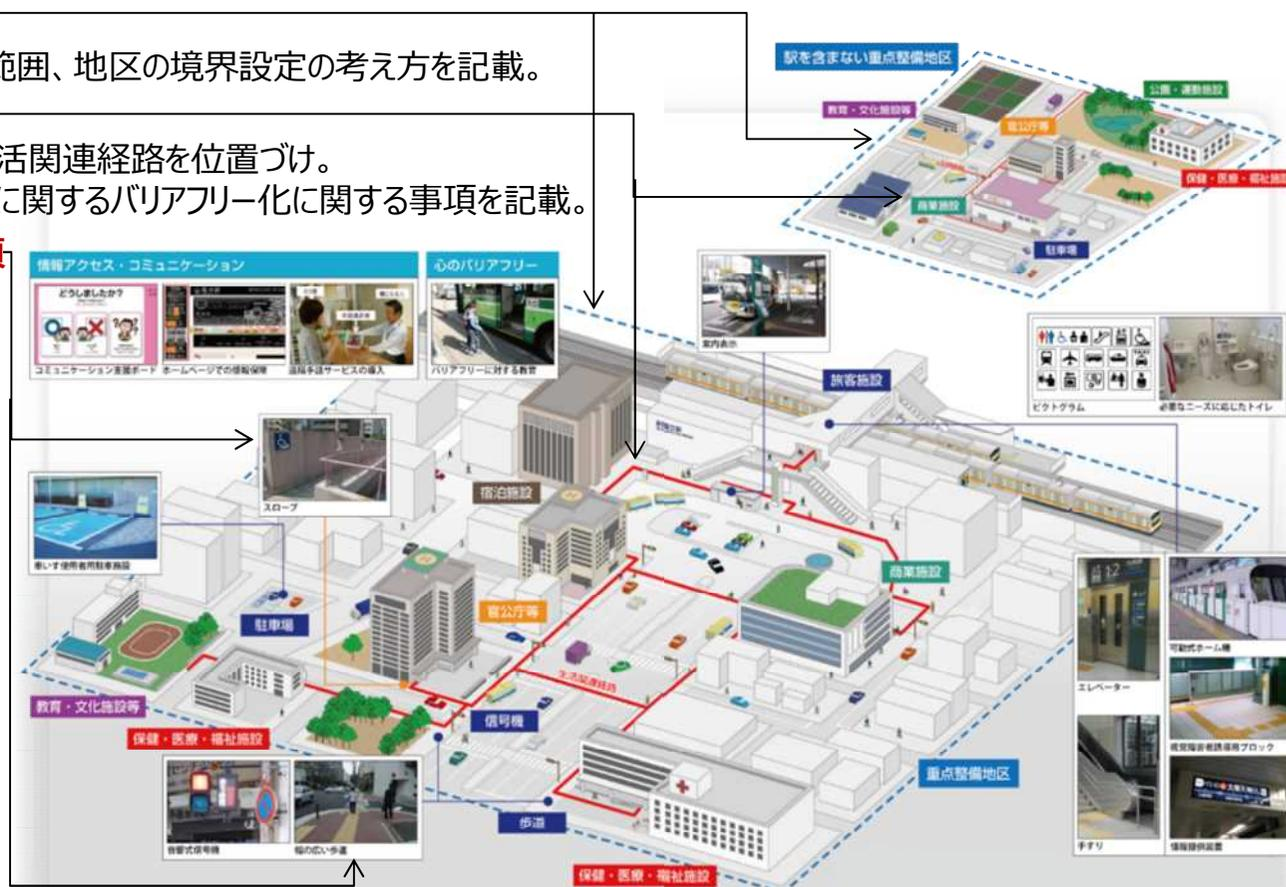 範囲、地区の境界設定の考え方を記載。
活関連経路を位置づけ。
に関するバリアフリー化に関する事項を記載。
駅を含まない重点整備地区
公園・運動施設
教育・文化施設等
官公庁等
保健・医療・福祉施設
商業施設
駐車場
情報アクセス・コミュニケーション
どうしましたか?
コミュニケーション支援ボード
ホームページでの情報保障
遠隔手話サービスの導入
心のバリアフリー
バリアフリーに対する教育
案内表示
旅客施設
ピクトグラム
必要なニーズに応じたトイレ
スロープ
宿泊施設
車いす使用者用駐車施設
商業施設
官公庁等
駐車場
生活関連経路
エレベーター
可動式ホーム柵
教育・文化施設等
信号機
視覚障害者誘導用ブロック
保健・医療・福祉施設
重点整備地区
歩道
音響式信号機
幅の広い歩道
手すり
情報提供装置
保健・医療・福祉施設